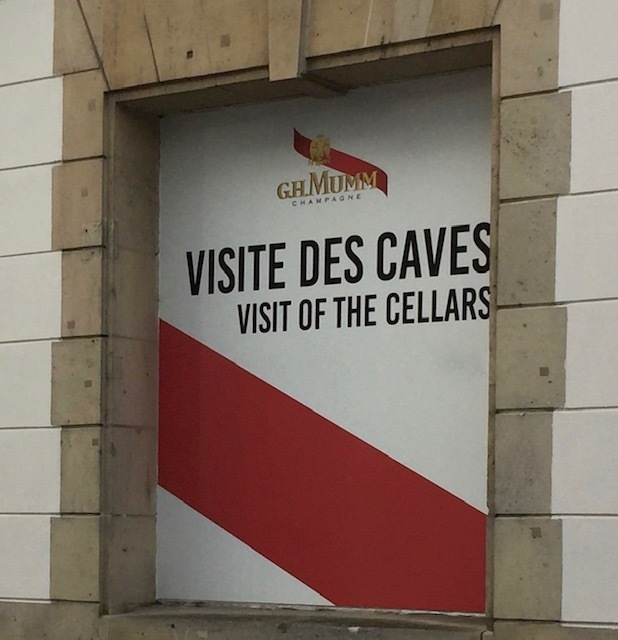 G.H.MUMM
CHAMPAGNE
VISITE DES CAVES
VISIT OF THE CELLARS